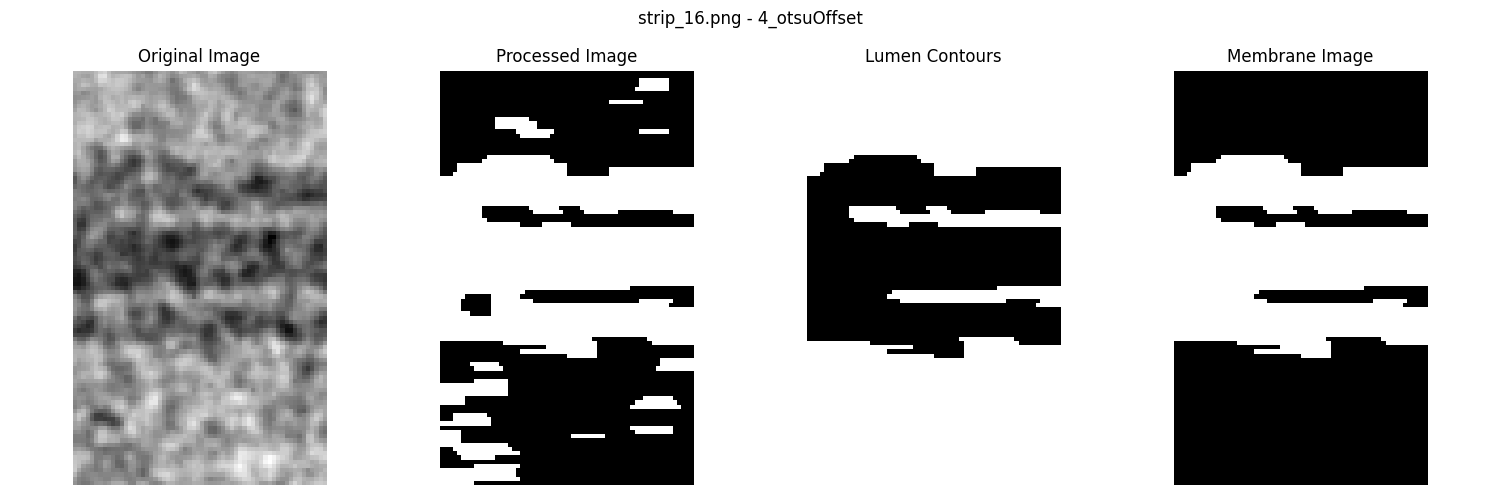 strip_16.png - 4_otsuOffset
Original Image
Processed Image
Lumen Contours
Membrane Image